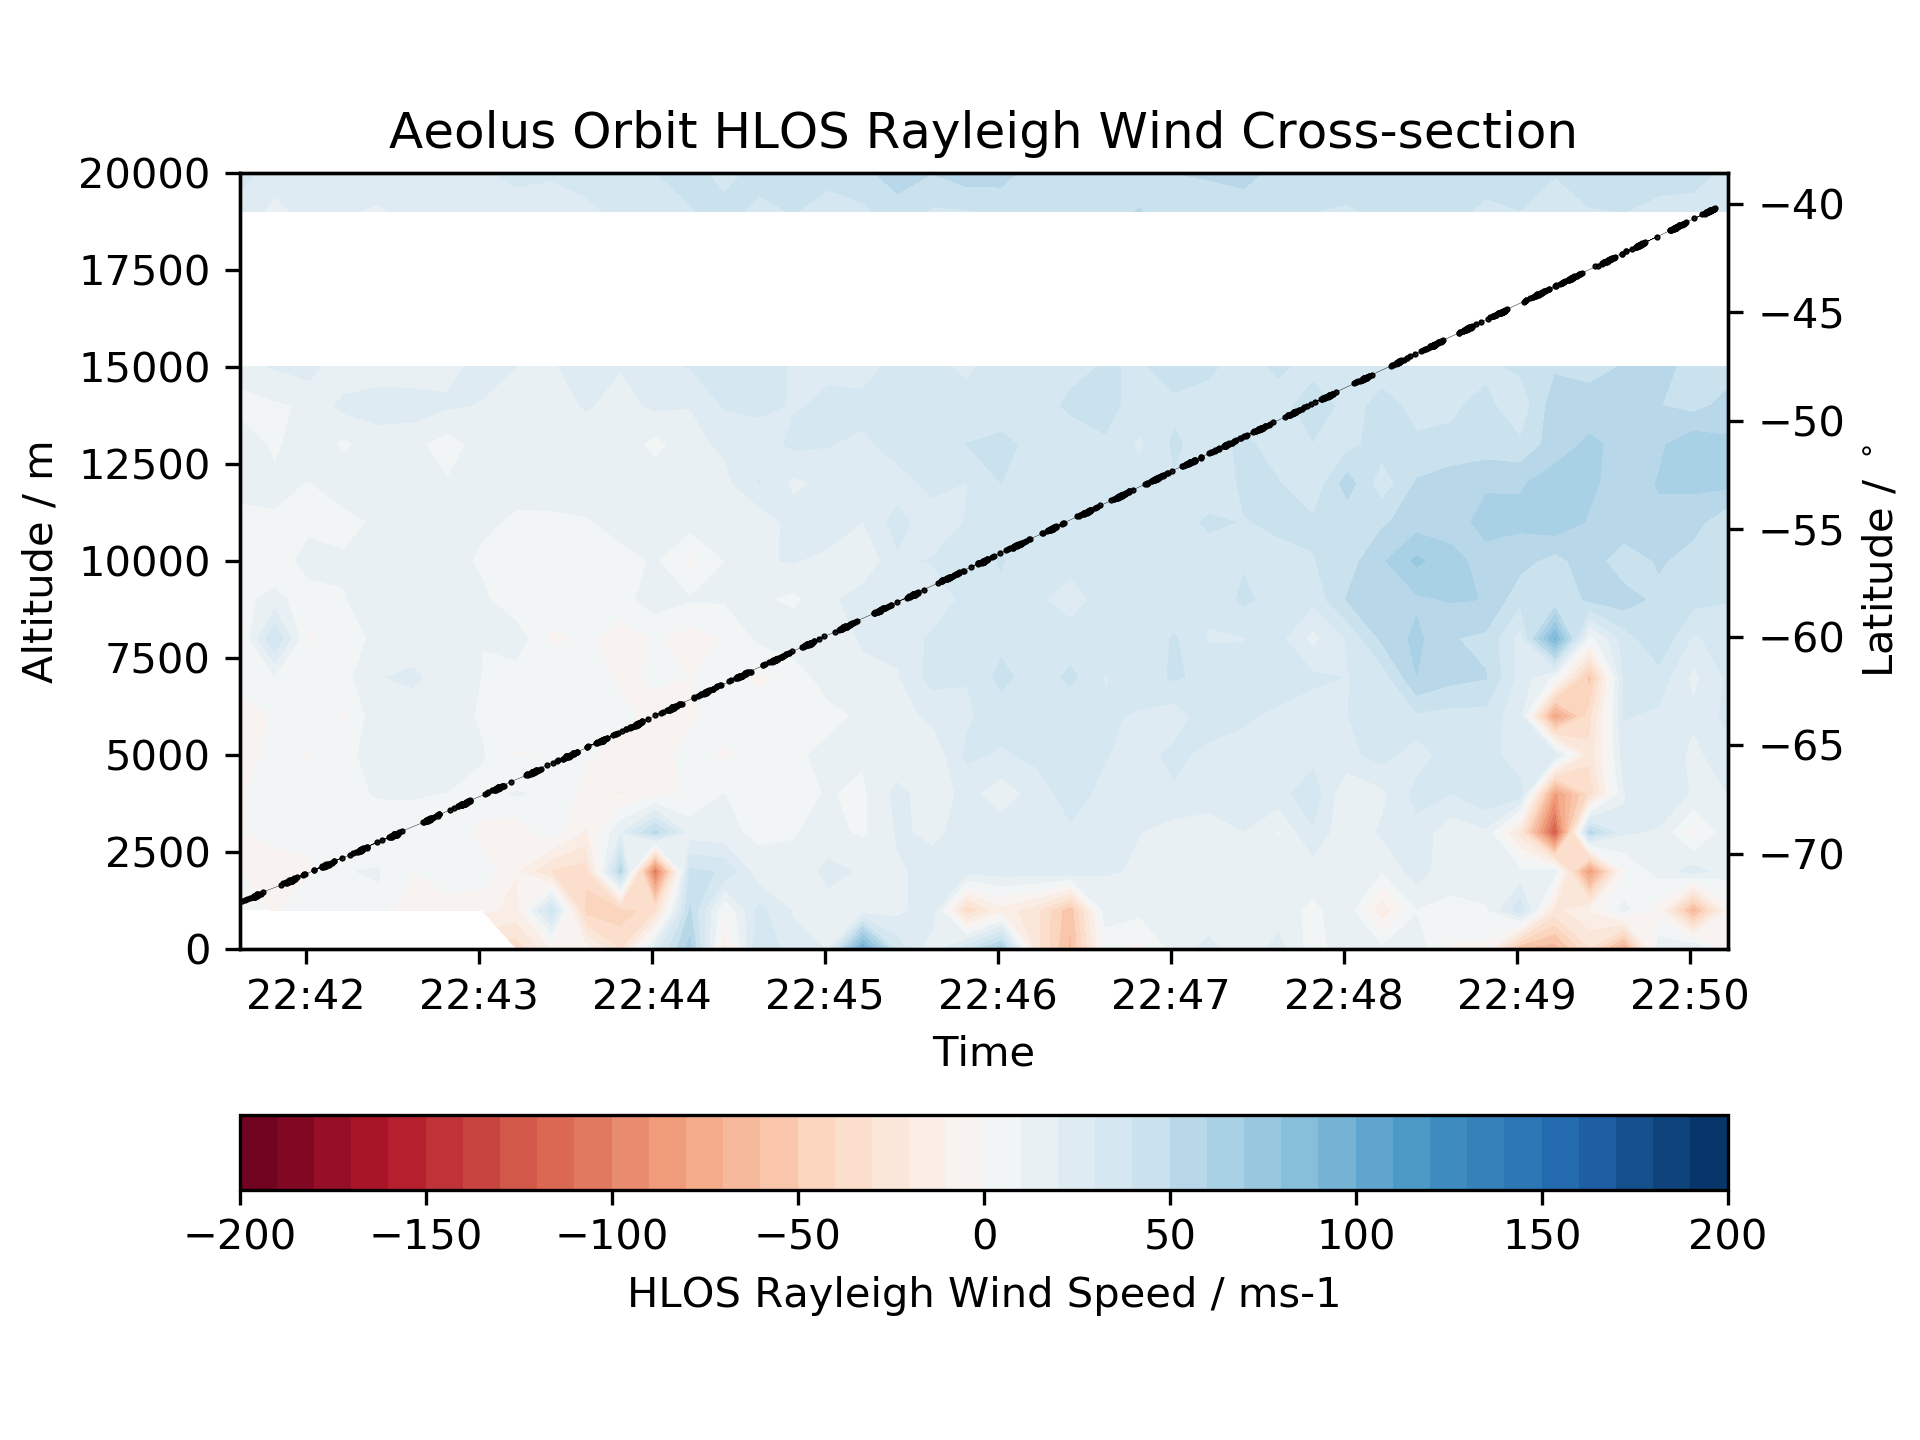 Aeolus Orbit HLOS Rayleigh Wind Cross-section
20000
17500
15000
12500
10000
7500
5000
2500
0
Altitude / m
−40
−45
−50
−55
−60
−65
−70
Latitude / °
22:42 22:43 22:44 22:45 22:46 22:47 22:48 22:49 22:50
Time
−200 −150 −100 −50 0 50 100 150 200
HLOS Rayleigh Wind Speed / ms-1